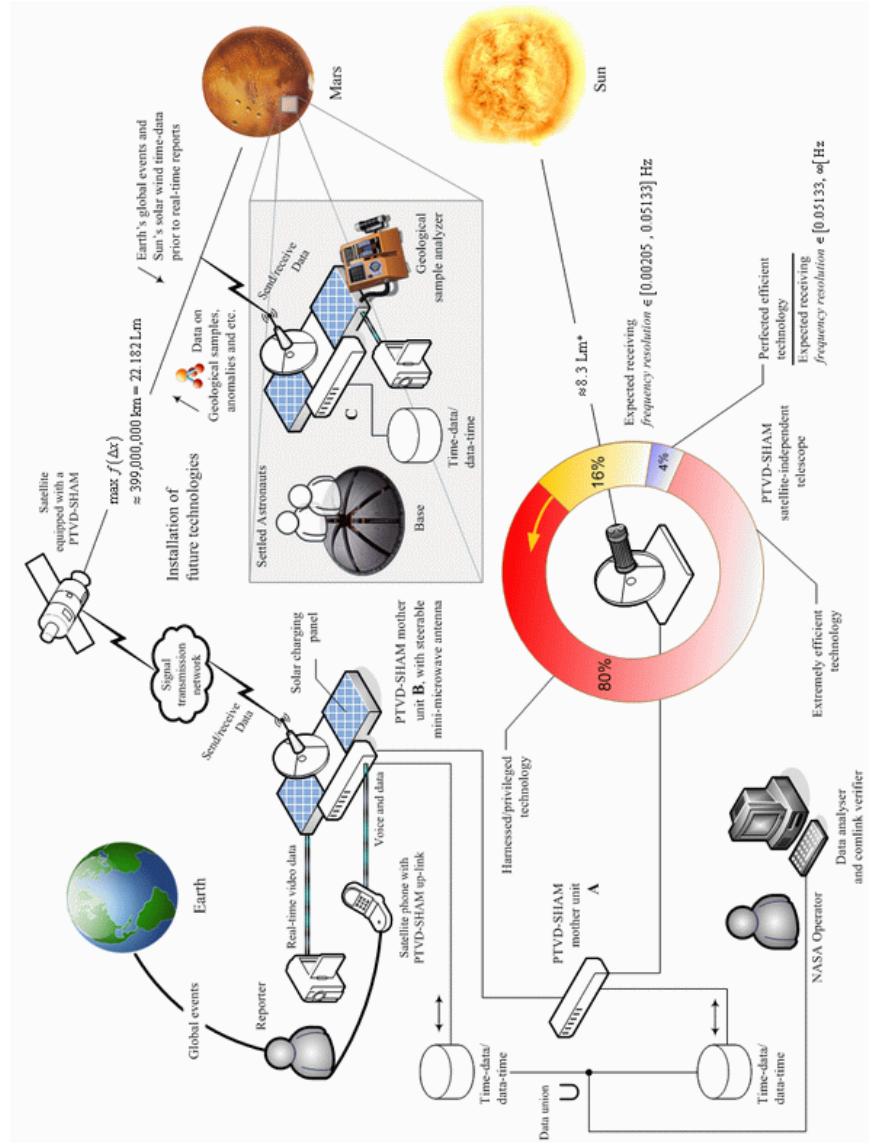 Satellite
equipped with a
PTVD-SHAM
max f(Δx)
≈ 399,000,000 km = 22.182 Lm
Earth's global events and
Sun's solar wind time-data
prior to real-time reports
Mars
Signal
transmission
network
Send/receive
Data
Installation of
future technologies
Data on
Geological samples,
anomalies and etc.
Settled Astronauts
Base
Send/receive
Data
C
Time-data/
data-time
Geological
sample analyzer
Sun
Earth
Global events
Reporter
Real-time video data
Voice and data
Satellite phone with
PTVD-SHAM up-link
Solar charging
panel
PTVD-SHAM mother
unit B, with steerable
mini-microwave antenna
≈8.3 Lm*
Expected receiving
frequency resolution ∈ [0.00205 , 0.05133] Hz
Harnessed/privileged
technology
80%
16%
4%
Perfected efficient
technology
Expected receiving
frequency resolution ∈ [0.05133, ∞[ Hz
PTVD-SHAM
satellite-independent
telescope
Extremely efficient
technology
Time-data/
data-time
PTVD-SHAM
mother unit
A
Data union
∪
Time-data/
data-time
NASA Operator
Data analyser
and comlink verifier